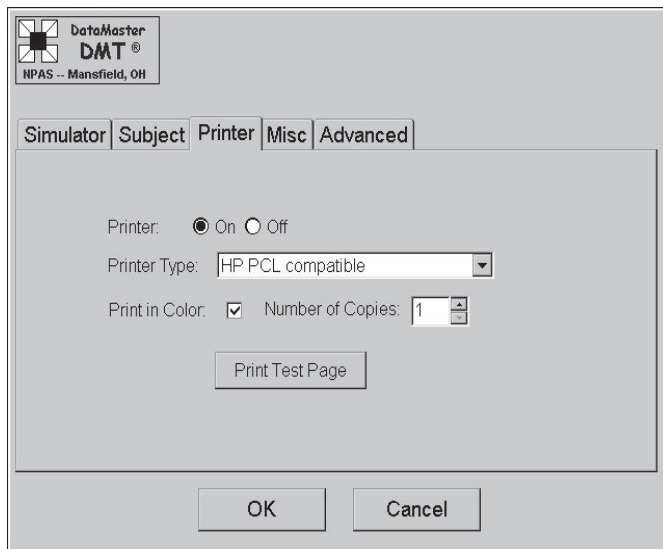 DataMaster
DMT ®
NPAS -- Mansfield, OH
Simulator Subject Printer Misc Advanced
Printer: On Off
Printer Type: HP PCL compatible
Print in Color: Number of Copies: 1
Print Test Page
OK Cancel